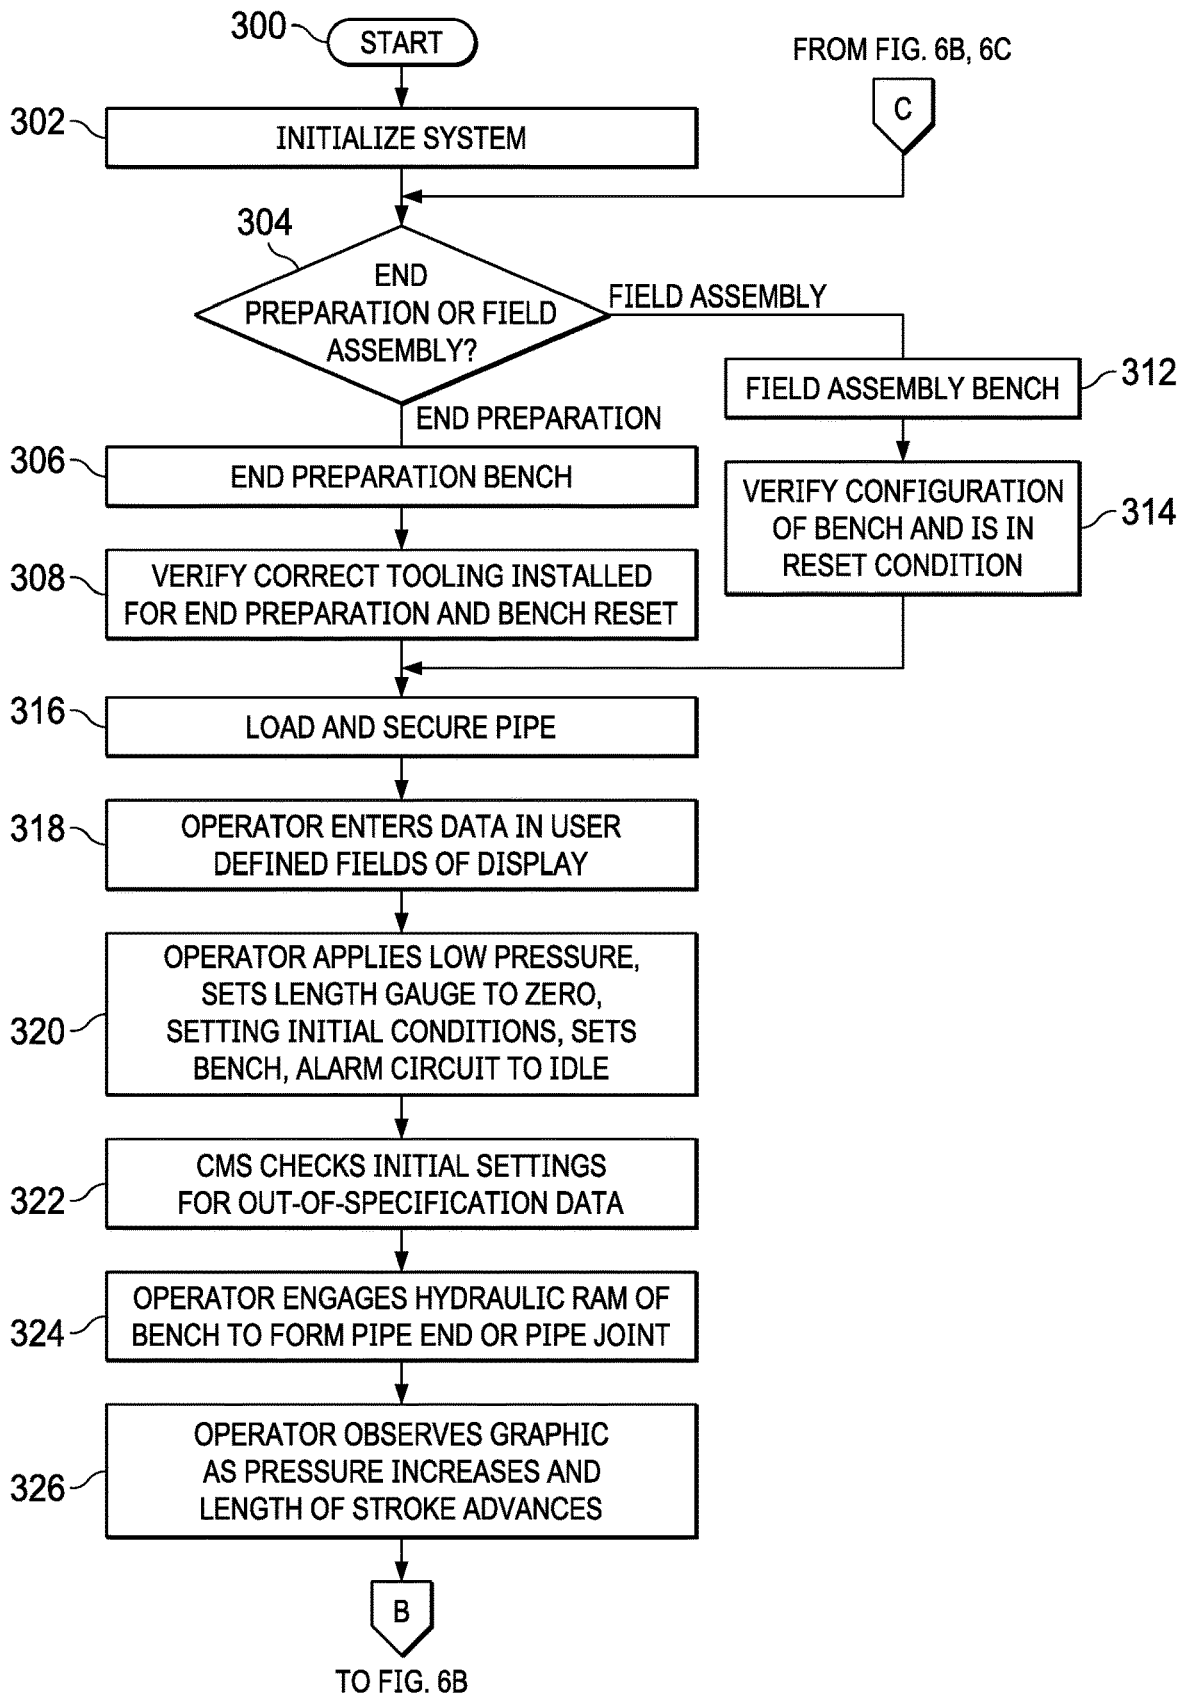 300
START
FROM FIG. 6B, 6C
C
302
INITIALIZE SYSTEM
304
END
PREPARATION OR FIELD
ASSEMBLY?
FIELD ASSEMBLY
312
FIELD ASSEMBLY BENCH
END PREPARATION
306
END PREPARATION BENCH
314
VERIFY CONFIGURATION
OF BENCH AND IS IN
RESET CONDITION
308
VERIFY CORRECT TOOLING INSTALLED
FOR END PREPARATION AND BENCH RESET
316
LOAD AND SECURE PIPE
318
OPERATOR ENTERS DATA IN USER
DEFINED FIELDS OF DISPLAY
320
OPERATOR APPLIES LOW PRESSURE,
SETS LENGTH GAUGE TO ZERO,
SETTING INITIAL CONDITIONS, SETS
BENCH, ALARM CIRCUIT TO IDLE
322
CMS CHECKS INITIAL SETTINGS
FOR OUT-OF-SPECIFICATION DATA
324
OPERATOR ENGAGES HYDRAULIC RAM OF
BENCH TO FORM PIPE END OR PIPE JOINT
326
OPERATOR OBSERVES GRAPHIC
AS PRESSURE INCREASES AND
LENGTH OF STROKE ADVANCES
B
TO FIG. 6B